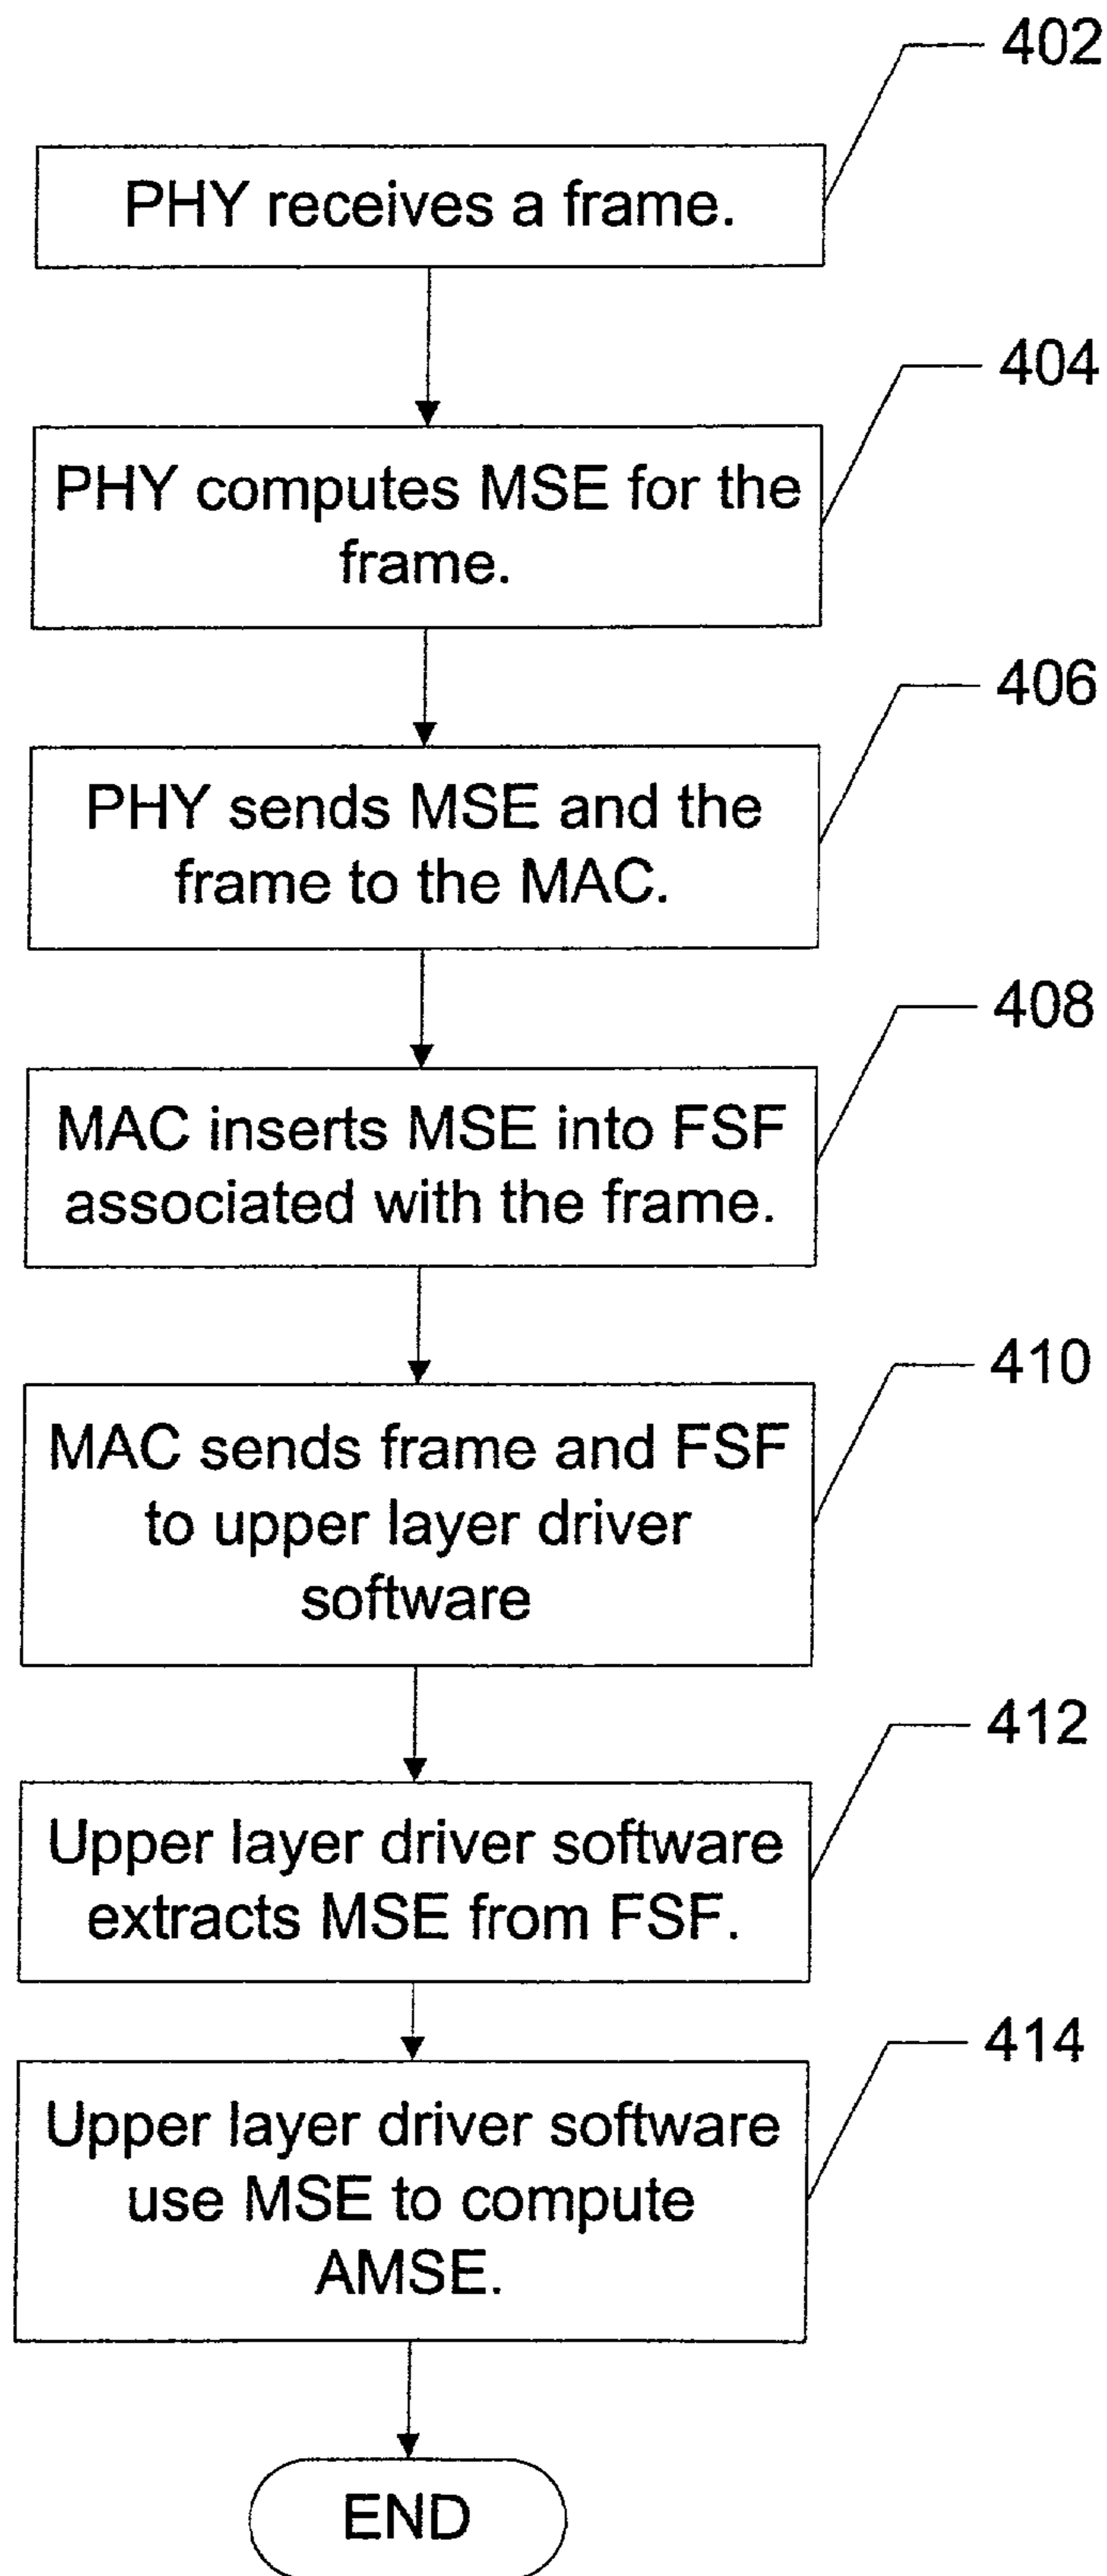 402
PHY receives a frame.
404
PHY computes MSE for the
frame.
406
PHY sends MSE and the
frame to the MAC.
408
MAC inserts MSE into FSF
associated with the frame.
410
MAC sends frame and FSF
to upper layer driver
software
412
Upper layer driver software
extracts MSE from FSF.
414
Upper layer driver software
use MSE to compute
AMSE.
END